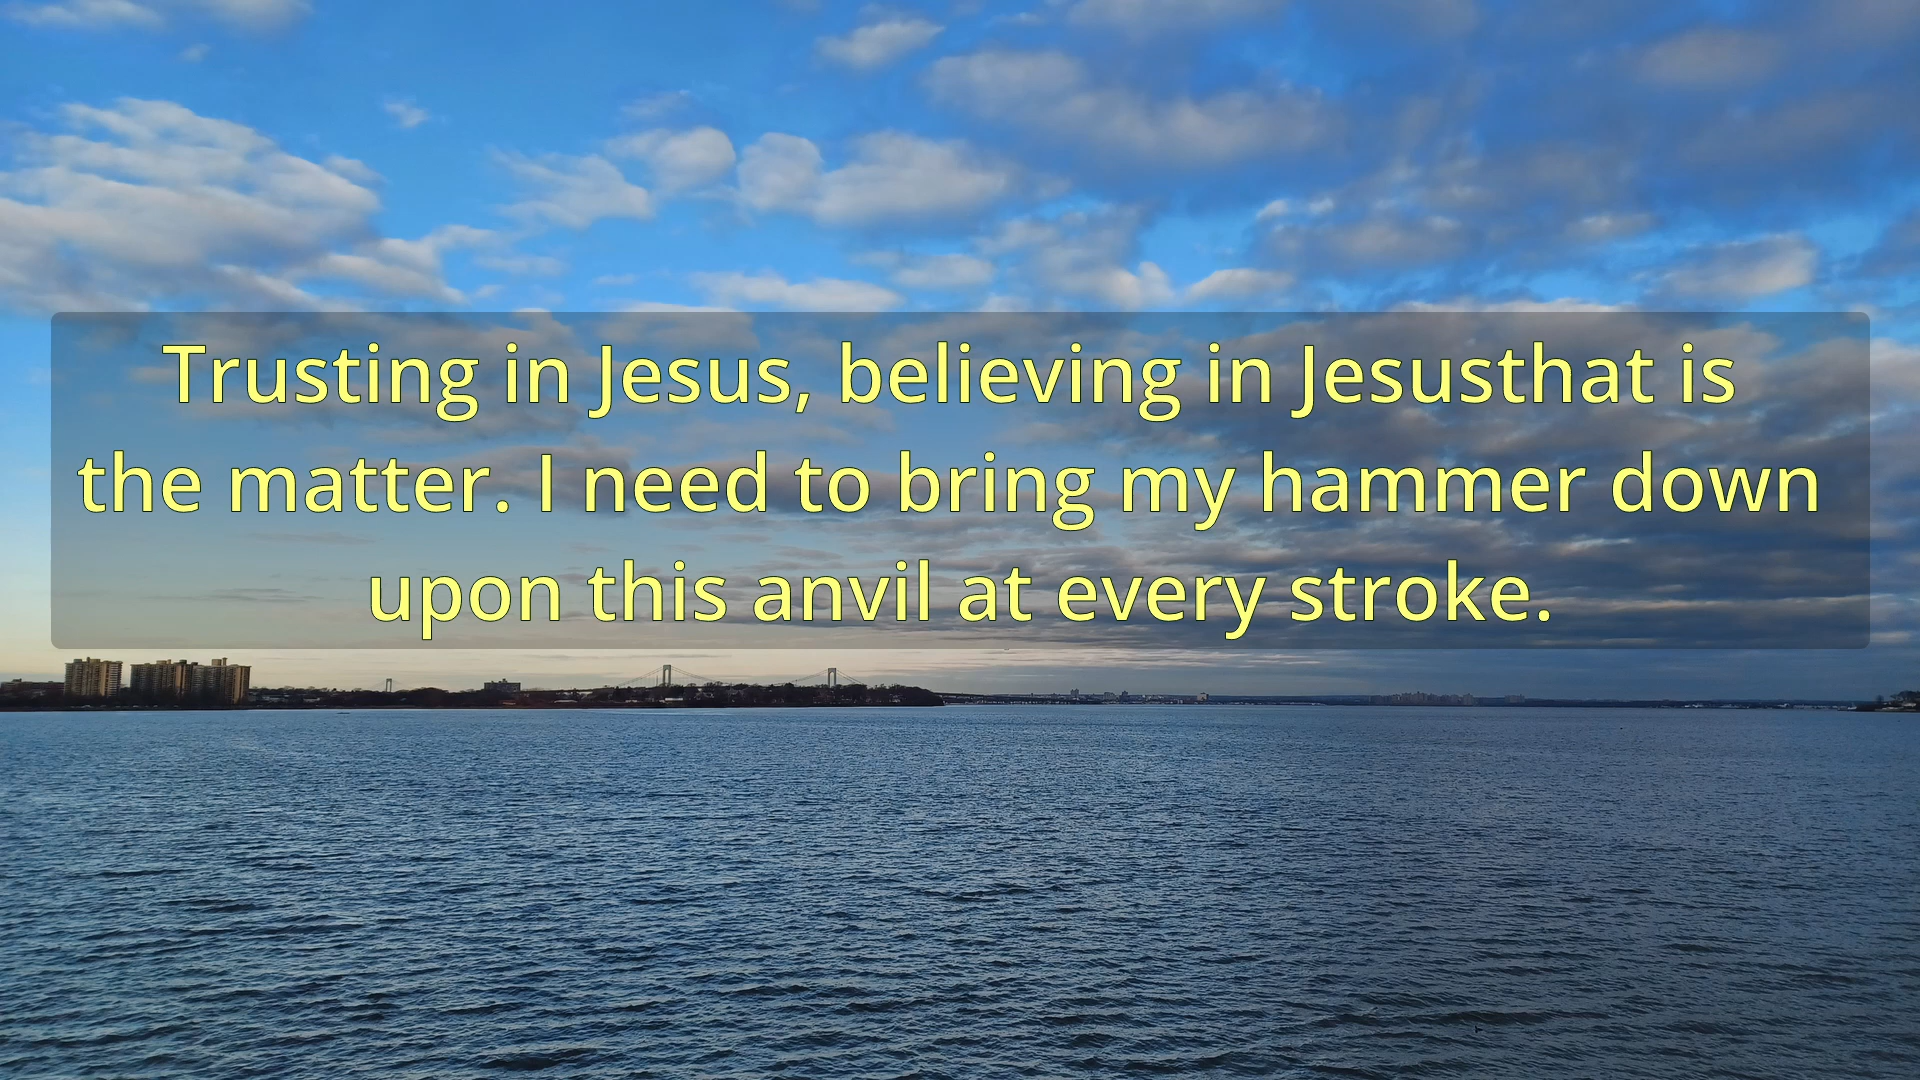 Trusting in Jesus, believing in Jesusthat is
the matter. I need to bring my hammer down
upon this anvil at every stroke.